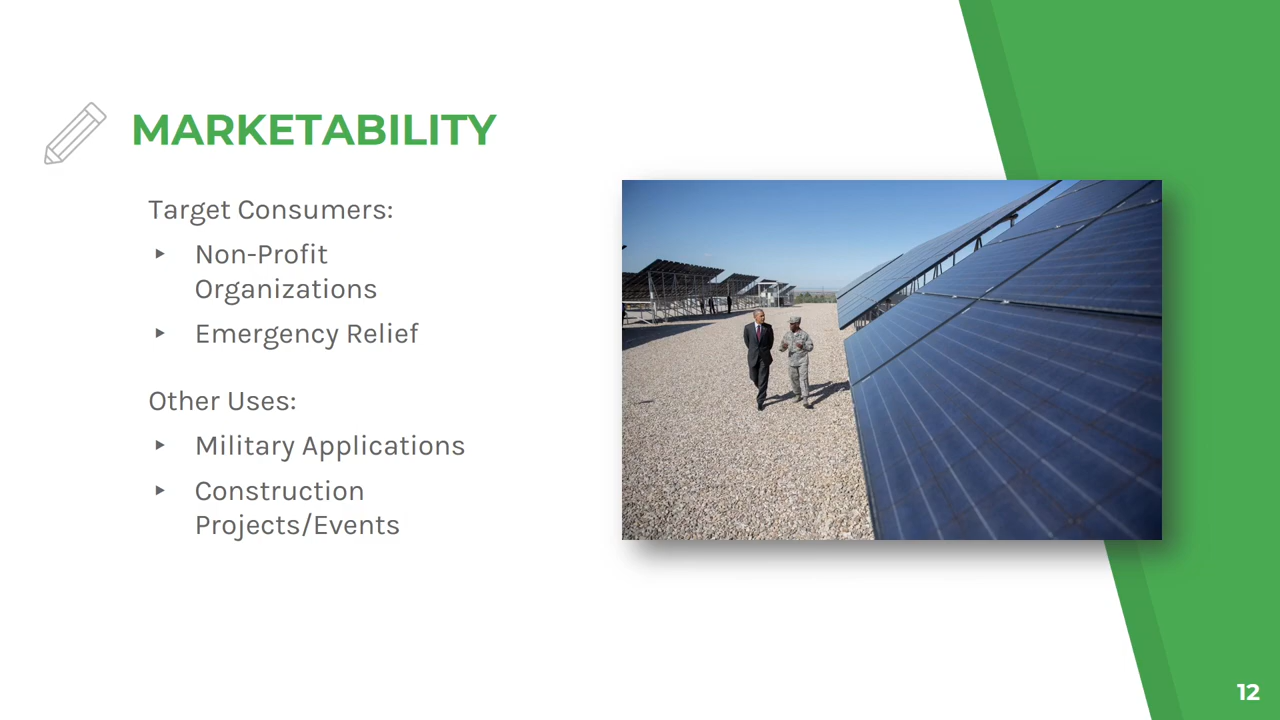 MARKETABILITY
Target Consumers:
Non-Profit
Organizations
Emergency Relief
Other Uses:
Military Applications
Construction
Projects/Events
12